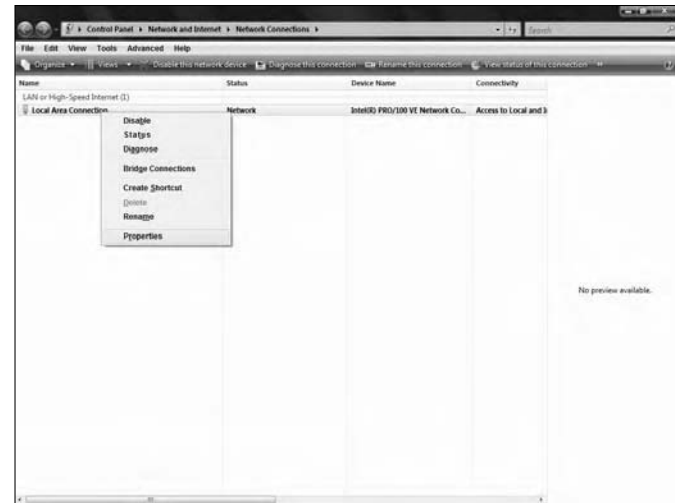 Control Panel ▸ Network and Internet ▸ Network Connections ▸ Search
File Edit View Tools Advanced Help
Organize Views Disable this network device Diagnose this connection Rename this connection View status of this connection »
Name Status Device Name Connectivity
LAN or High-Speed Internet (1)
Local Area Connection Network Intel(R) PRO/100 VE Network Co... Access to Local and I
Disable
Status
Diagnose
Bridge Connections
Create Shortcut
Delete
Rename
Properties
No preview available.